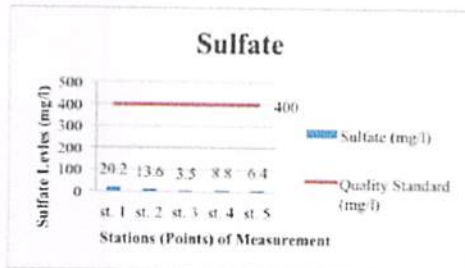 Sulfate
Sulfate Levles (mg/l)
500
400
300
200
100
0
20.2 13.6 3.5 8.8 6.4
400
st. 1 st. 2 st. 3 st. 4 st. 5
Stations (Points) of Measurement
Sulfate (mg/l)
Quality Standard
(mg/l)